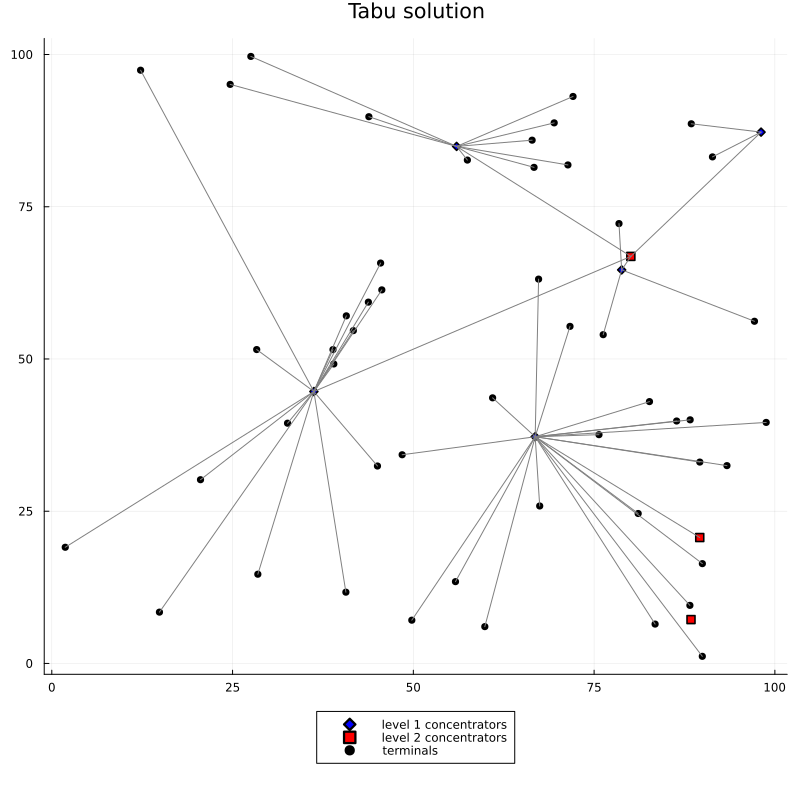 Tabu solution
100
75
50
25
0
0 25 50 75 100
level 1 concentrators
level 2 concentrators
terminals